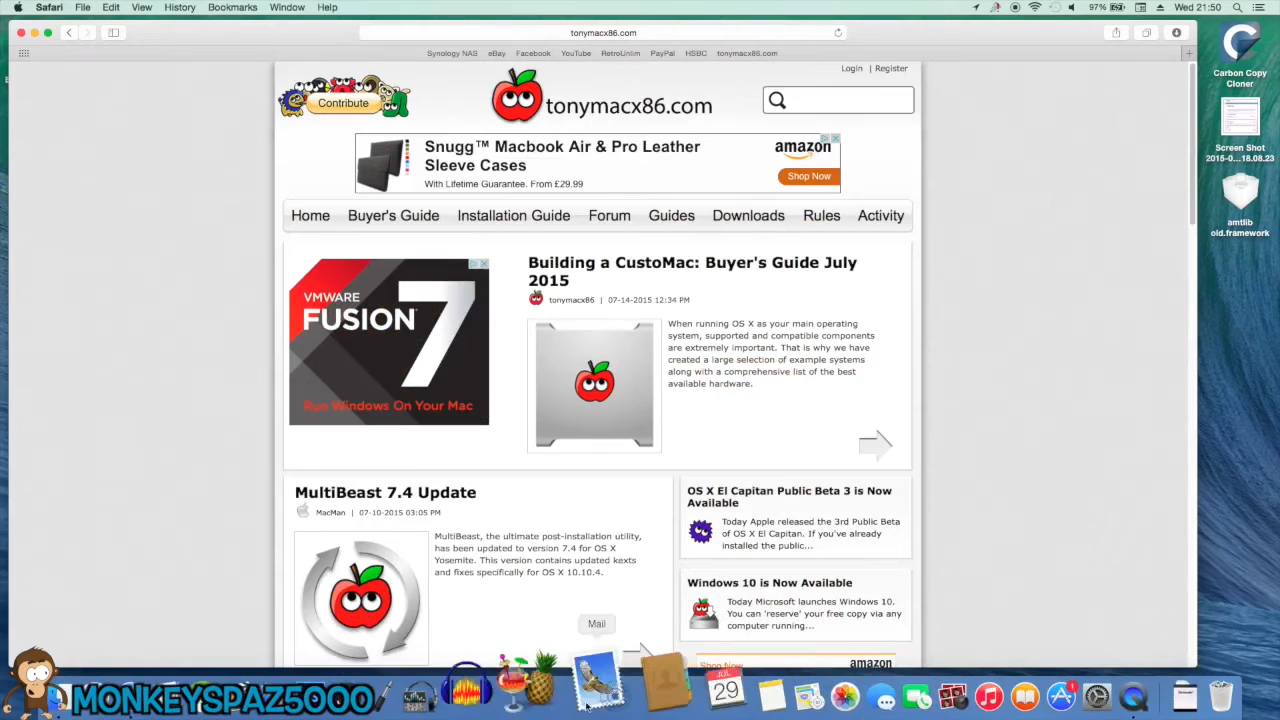 Safari File Edit View History Bookmarks Window Help 97% Wed 21:50
tonymacx86.com
Synology NAS eBay Facebook YouTube RetroUnlim PayPal HSBC tonymacx86.com
Login | Register
Contribute
tonymacx86.com
Snugg™ Macbook Air & Pro Leather
Sleeve Cases
With Lifetime Guarantee. From £29.99
amazon
Shop Now
Home Buyer's Guide Installation Guide Forum Guides Downloads Rules Activity
VMWARE
FUSION 7
Run Windows On Your Mac
Building a CustoMac: Buyer's Guide July
2015
tonymacx86 | 07-14-2015 12:34 PM
When running OS X as your main operating
system, supported and compatible components
are extremely important. That is why we have
created a large selection of example systems
along with a comprehensive list of the best
available hardware.
MultiBeast 7.4 Update
MacMan | 07-10-2015 03:05 PM
MultiBeast, the ultimate post-installation utility,
has been updated to version 7.4 for OS X
Yosemite. This version contains updated kexts
and fixes specifically for OS X 10.10.4.
OS X El Capitan Public Beta 3 is Now
Available
Today Apple released the 3rd Public Beta
of OS X El Capitan. If you've already
installed the public...
Windows 10 is Now Available
Today Microsoft launches Windows 10.
You can 'reserve' your free copy via any
computer running...
Shop Now
amazon
Carbon Copy
Cloner
Screen Shot
2015-0...18.08.23
amtlib
old.framework
Mail
JUL
29
1
MONKEYSPAZ5000